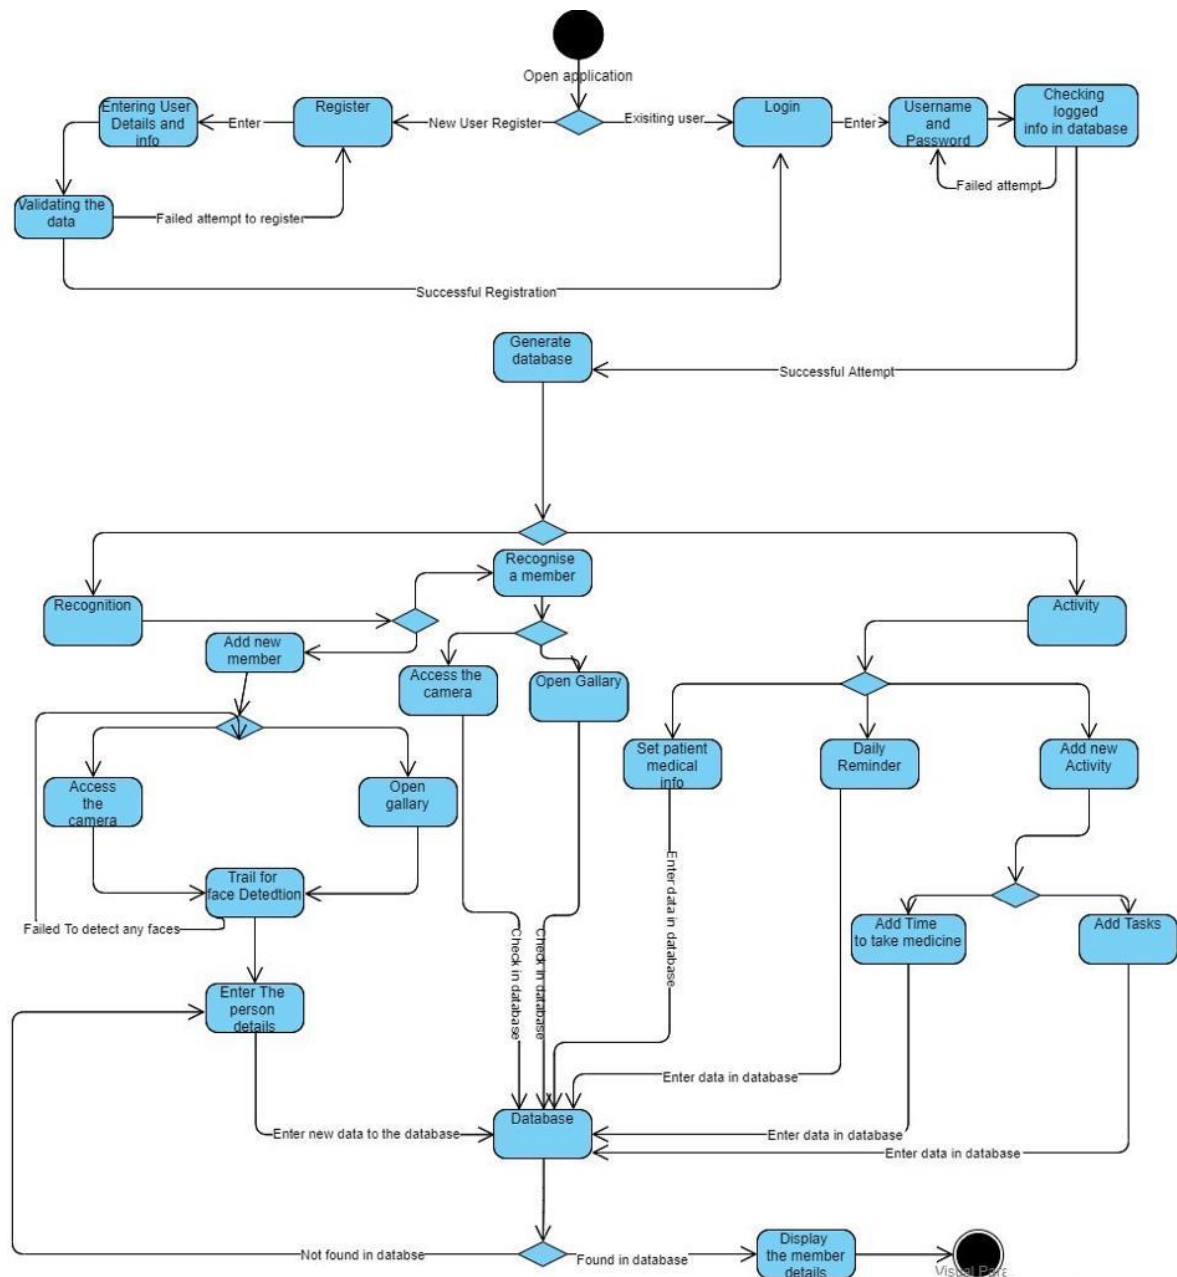 Open application
Entering User
Details and
info
Enter
Register
New User Register
Exisiting user
Login
Enter
Username
and
Password
Checking
logged
info in database
Failed attempt
Validating the
data
Failed attempt to register
Successful Registration
Generate
database
Successful Attempt
Recognise
a member
Recognition
Activity
Add new
member
Access the
camera
Open Gallary
Set patient
medical
info
Daily
Reminder
Add new
Activity
Access
the
camera
Open
gallary
Trail for
face Detedtion
Failed To detect any faces
Enter data in database
Check in database
Check in database
Add Time
to take medicine
Add Tasks
Enter The
person
details
Enter data in database
Database
Enter new data to the database
Enter data in database
Enter data in database
Not found in databse
Found in database
Display
the member
details
Visual Para